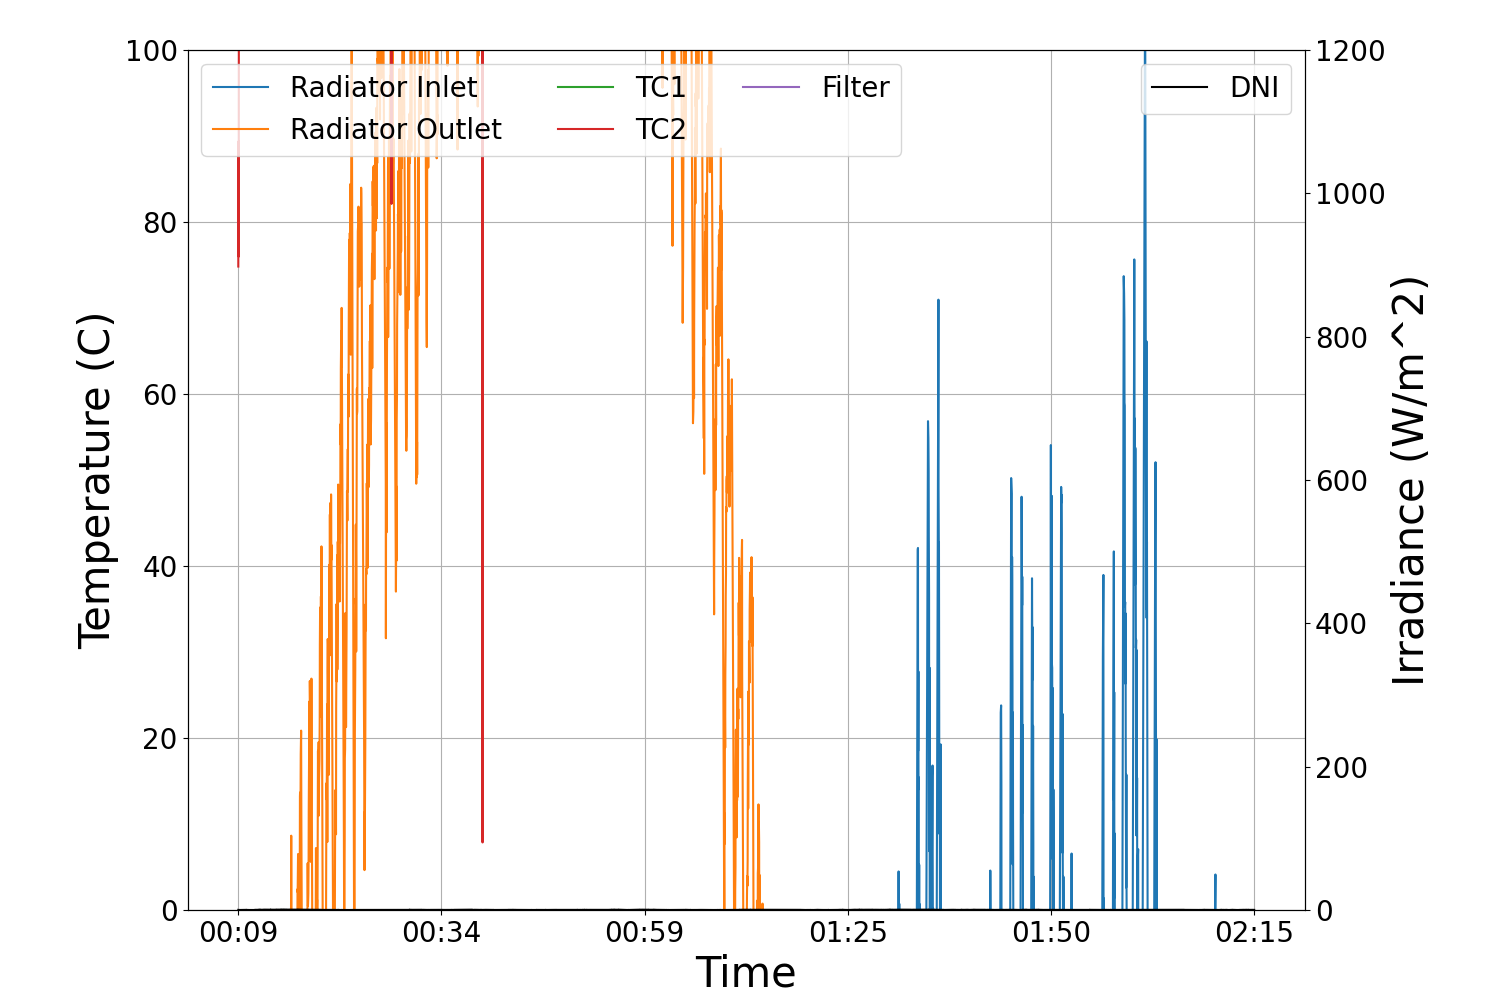 100
80
60
40
20
0
Temperature (C)
Radiator Inlet
Radiator Outlet
TC1
TC2
Filter
DNI
1200
1000
800
600
400
200
0
Irradiance (W/m^2)
00:09 00:34 00:59 01:25 01:50 02:15
Time